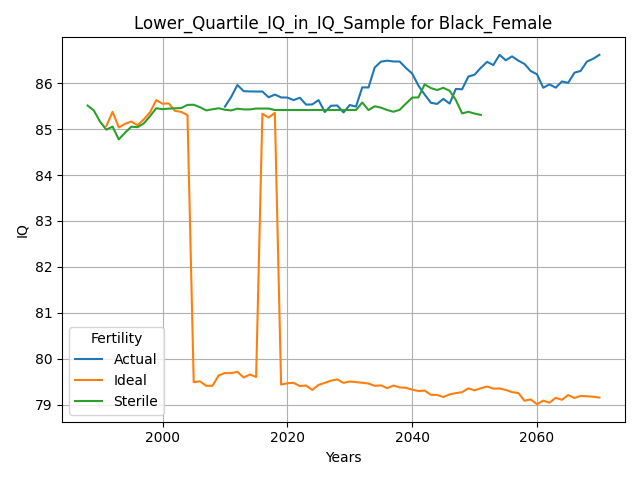 Lower_Quartile_IQ_in_IQ_Sample for Black_Female
IQ
86
85
84
83
82
81
80
79
Fertility
Actual
Ideal
Sterile
2000
2020
2040
2060
Years